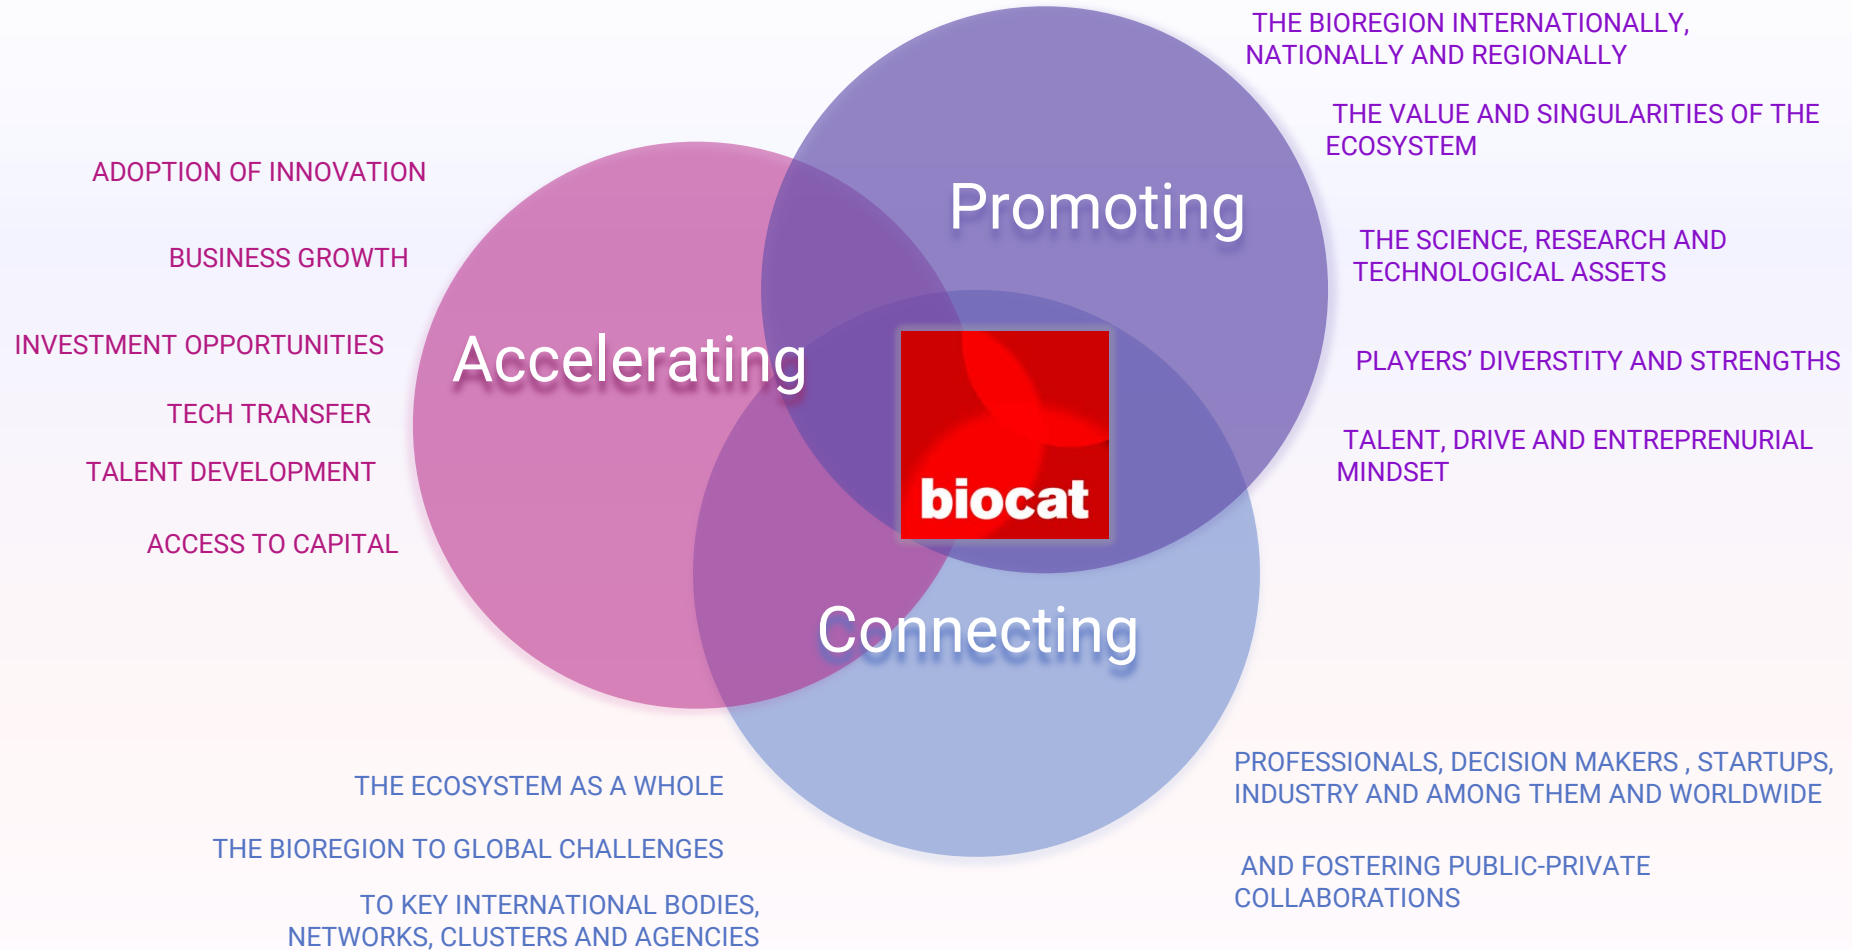 Accelerating
ADOPTION OF INNOVATION
BUSINESS GROWTH
INVESTMENT OPPORTUNITIES
TECH TRANSFER
TALENT DEVELOPMENT
ACCESS TO CAPITAL
Promoting
THE BIOREGION INTERNATIONALLY,
NATIONALLY AND REGIONALLY
THE VALUE AND SINGULARITIES OF THE
ECOSYSTEM
THE SCIENCE, RESEARCH AND
TECHNOLOGICAL ASSETS
PLAYERS’ DIVERSTITY AND STRENGTHS
TALENT, DRIVE AND ENTREPRENURIAL
MINDSET
biocat
Connecting
THE ECOSYSTEM AS A WHOLE
THE BIOREGION TO GLOBAL CHALLENGES
TO KEY INTERNATIONAL BODIES,
NETWORKS, CLUSTERS AND AGENCIES
PROFESSIONALS, DECISION MAKERS , STARTUPS,
INDUSTRY AND AMONG THEM AND WORLDWIDE
AND FOSTERING PUBLIC-PRIVATE
COLLABORATIONS